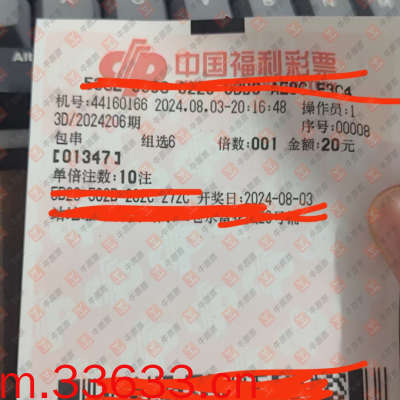 中国福利彩票
机号:44160166 2024.08.03-20:16:48 操作员:1
3D/2024206期 序号:00008
包串 组选6 倍数:001 金额:20元
[01347]
单倍注数:10注
开奖日:2024-08-03
m.33633.cn